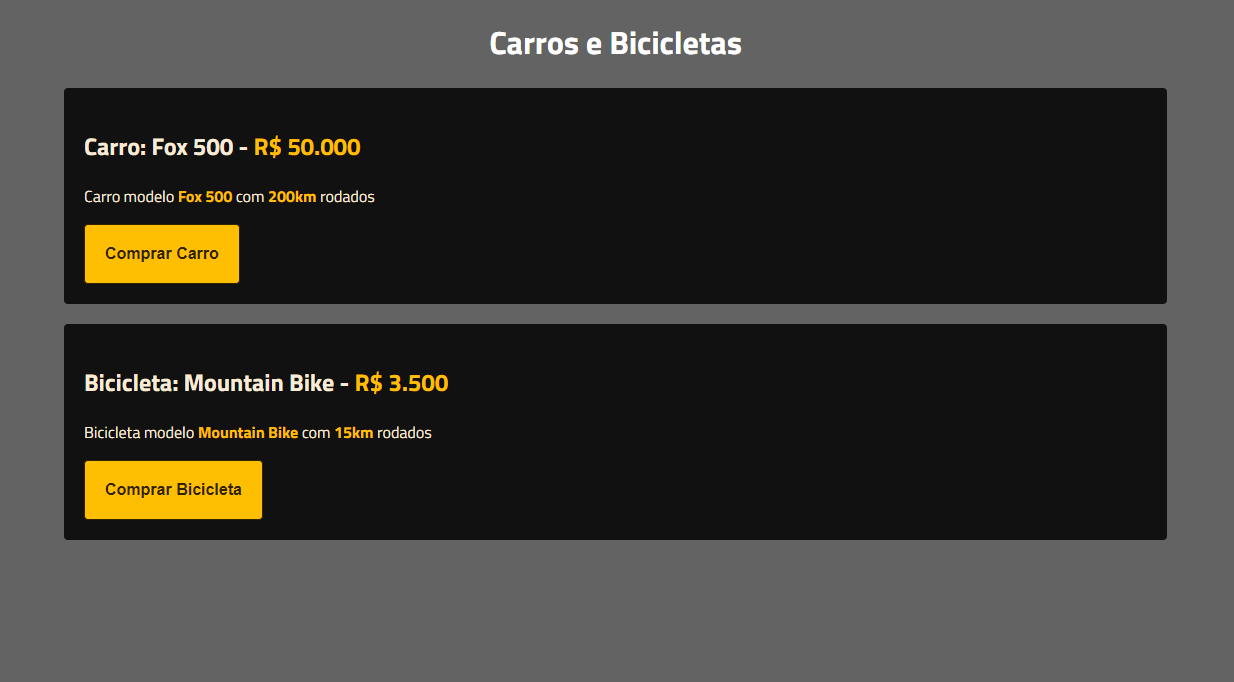 Carros e Bicicletas
Carro: Fox 500 - R$ 50.000
Carro modelo Fox 500 com 200km rodados
Comprar Carro
Bicicleta: Mountain Bike - R$ 3.500
Bicicleta modelo Mountain Bike com 15km rodados
Comprar Bicicleta